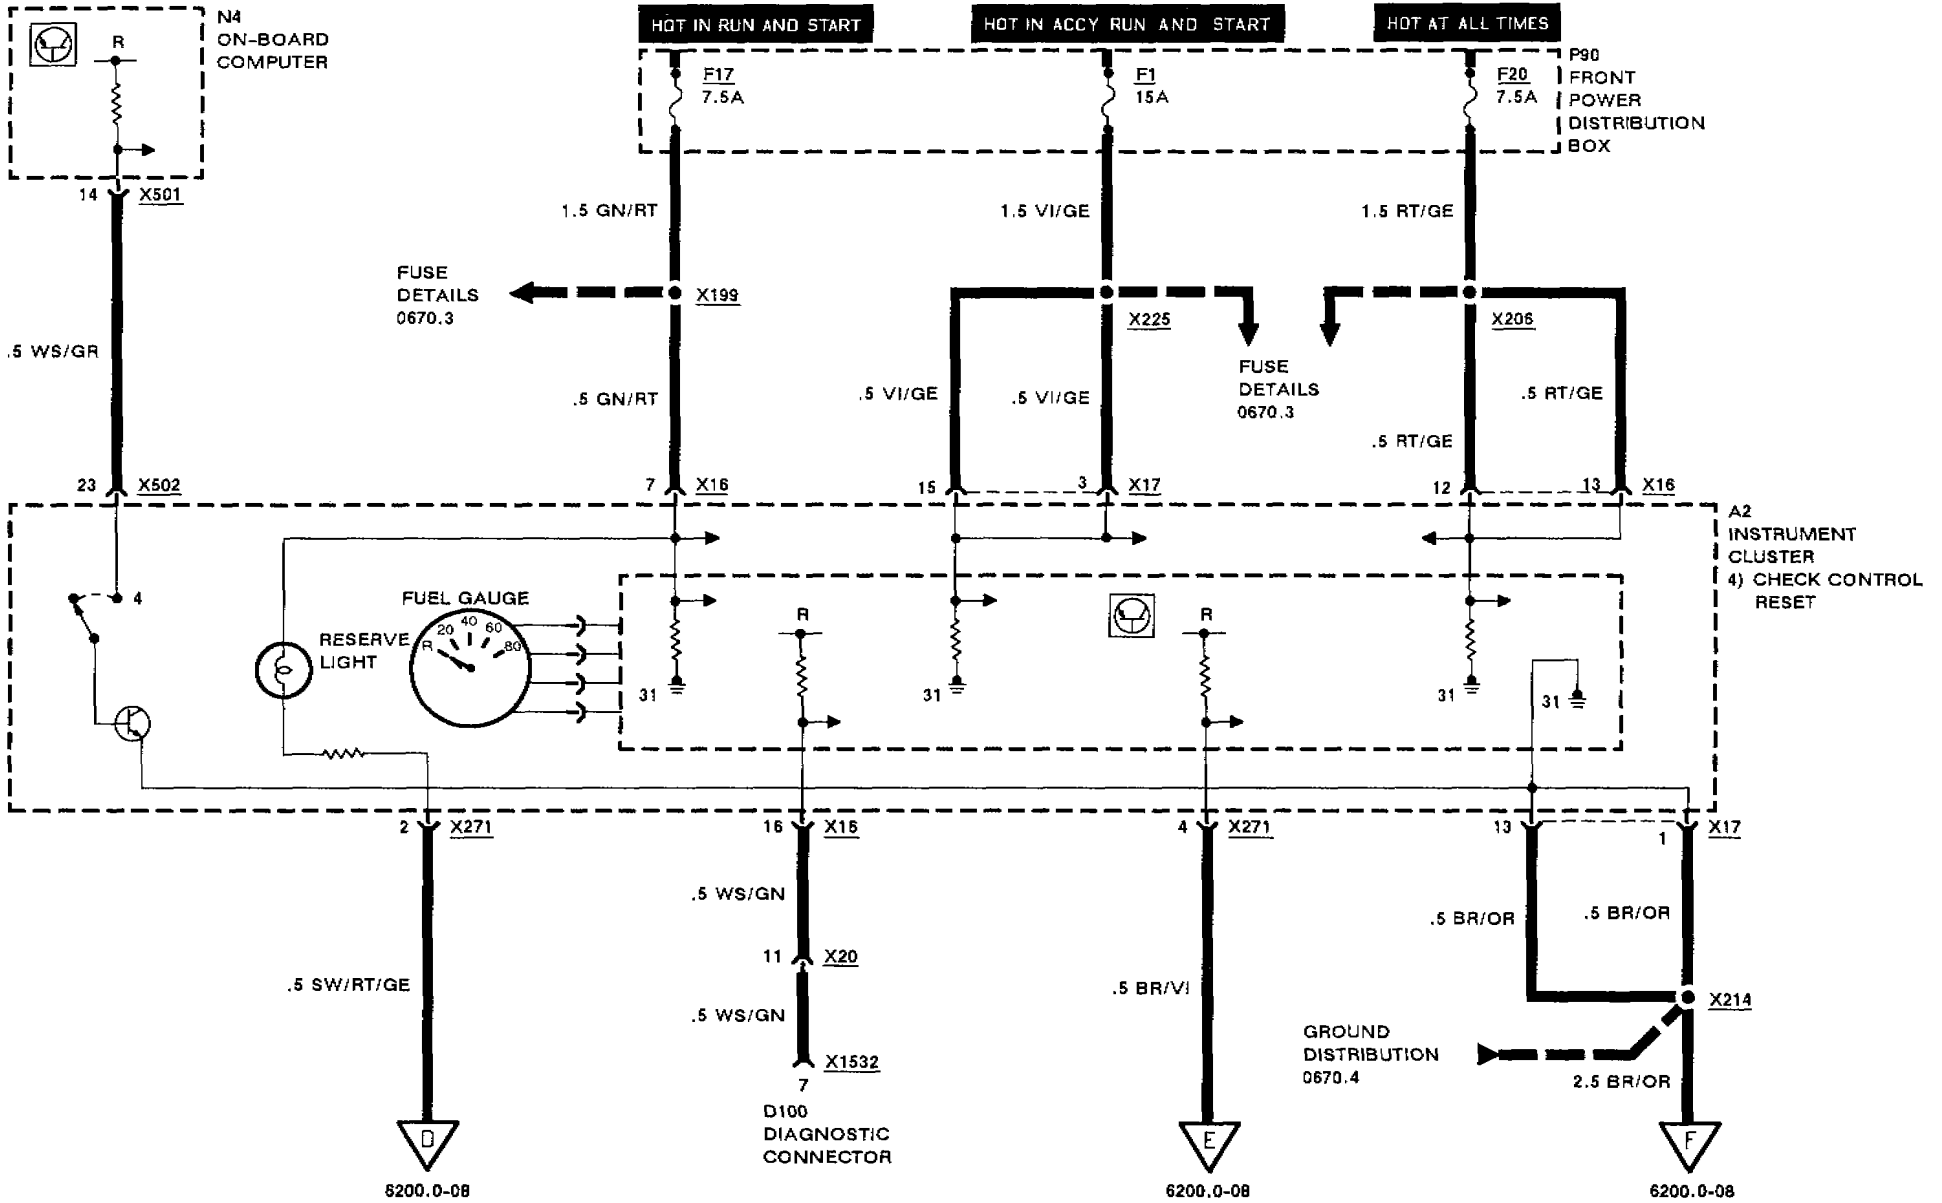 N4
ON-BOARD
COMPUTER
R
HOT IN RUN AND START
HOT IN ACCY RUN AND START
HOT AT ALL TIMES
F17
7.5A
F1
15A
F20
7.5A
P90
FRONT
POWER
DISTRIBUTION
BOX
14 X501
1.5 GN/RT
1.5 VI/GE
1.5 RT/GE
FUSE
DETAILS
0670.3
X199
X225
X206
.5 WS/GR
FUSE
DETAILS
0670.3
.5 GN/RT
.5 VI/GE
.5 VI/GE
.5 RT/GE
.5 RT/GE
23 X502
7 X16
15
3 X17
12
13 X16
A2
INSTRUMENT
CLUSTER
4) CHECK CONTROL
RESET
4
FUEL GAUGE
R 20 40 60 80
RESERVE
LIGHT
R
R
31
31
31
31
2 X271
16 X15
4 X271
13
1 X17
.5 WS/GN
.5 BR/OR
.5 BR/OR
11 X20
.5 SW/RT/GE
.5 BR/VI
X214
.5 WS/GN
GROUND
DISTRIBUTION
0670.4
X1532
7
2.5 BR/OR
D100
DIAGNOSTIC
CONNECTOR
D
E
F
6200.0-08
6200.0-08
6200.0-08